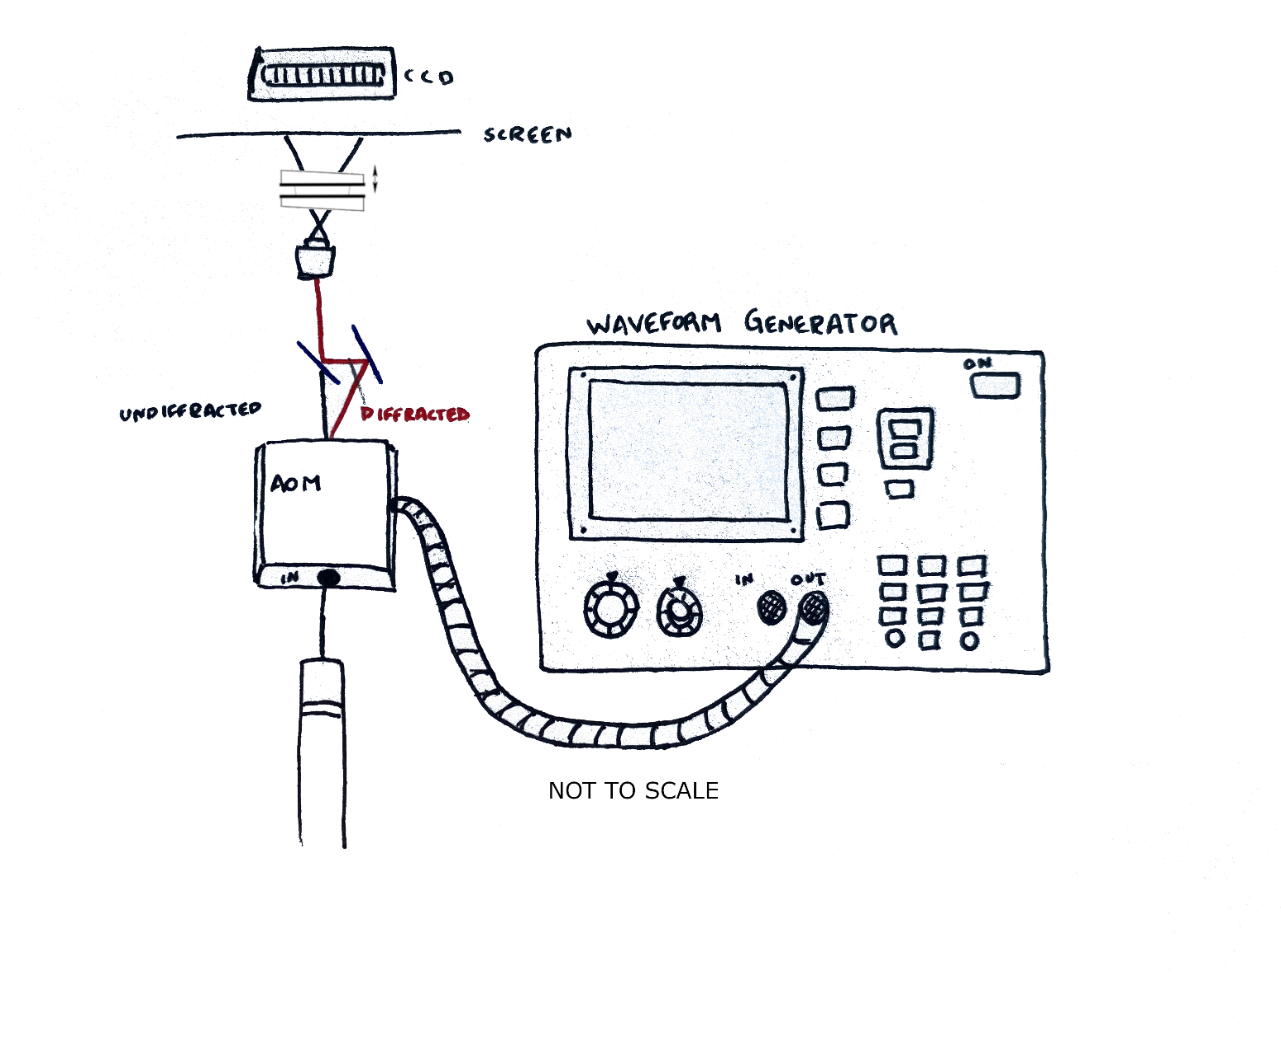 CCD
SCREEN
WAVEFORM GENERATOR
ON
UNDIFFRACTED
DIFFRACTED
AOM
IN
IN
OUT
NOT TO SCALE